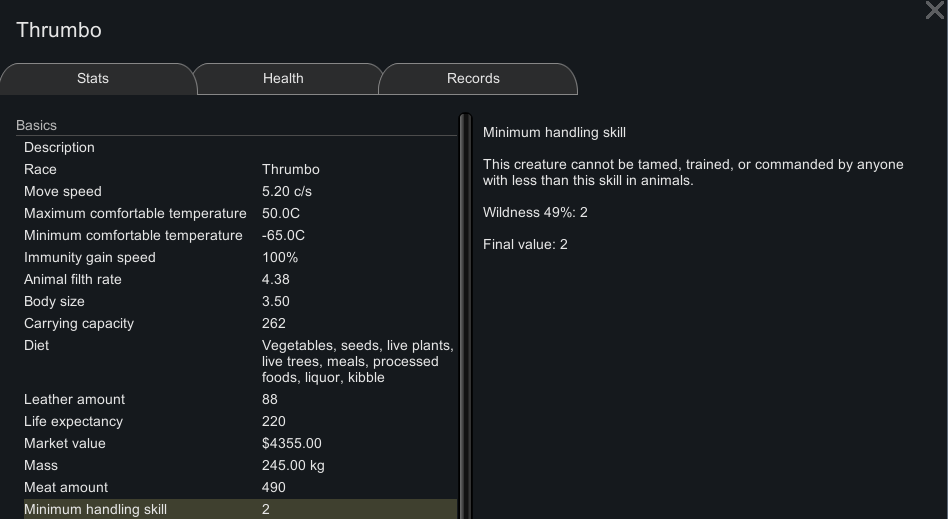 Thrumbo
Stats Health Records
Basics
Description
Race Thrumbo
Move speed 5.20 c/s
Maximum comfortable temperature 50.0C
Minimum comfortable temperature -65.0C
Immunity gain speed 100%
Animal filth rate 4.38
Body size 3.50
Carrying capacity 262
Diet Vegetables, seeds, live plants,
live trees, meals, processed
foods, liquor, kibble
Leather amount 88
Life expectancy 220
Market value $4355.00
Mass 245.00 kg
Meat amount 490
Minimum handling skill 2
Minimum handling skill
This creature cannot be tamed, trained, or commanded by anyone
with less than this skill in animals.
Wildness 49%: 2
Final value: 2